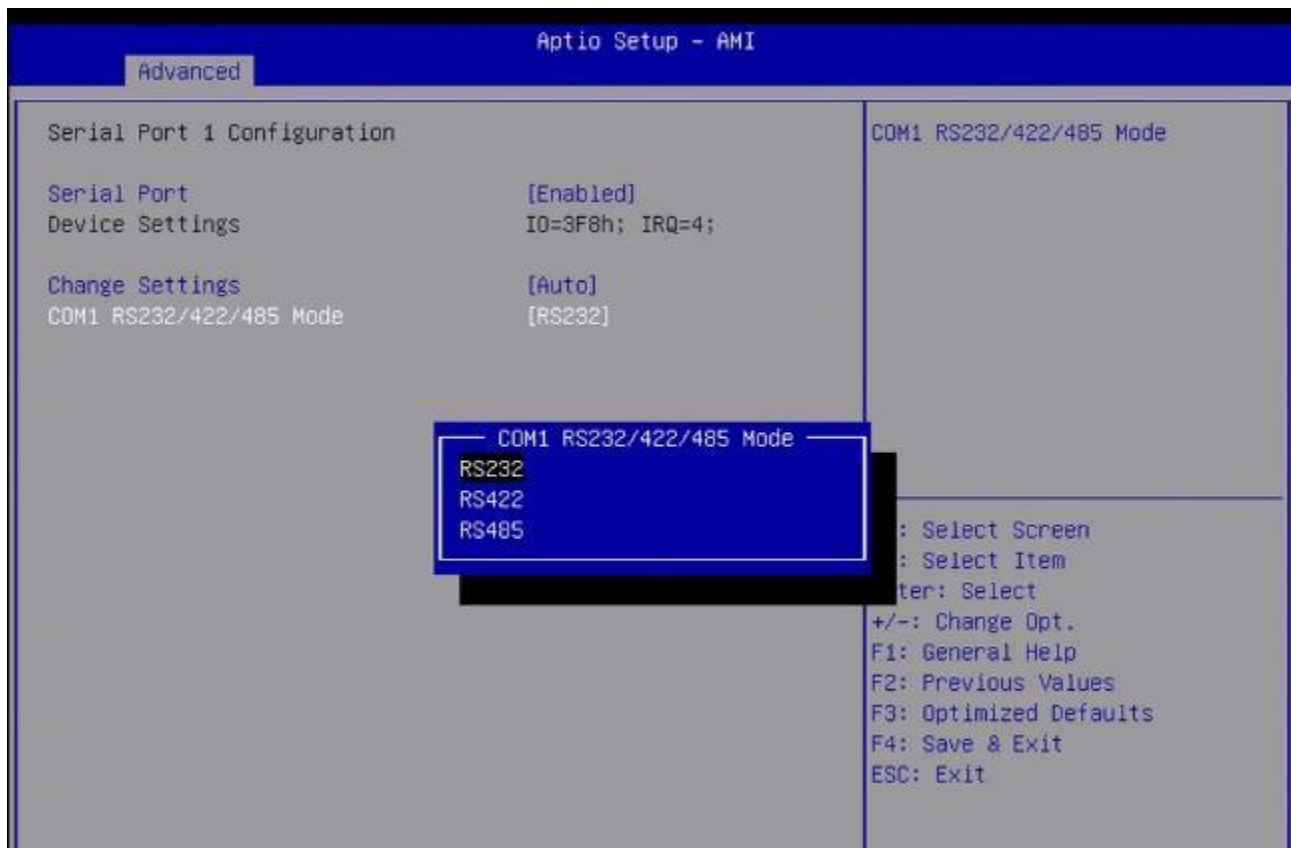 Aptio Setup – AMI
Advanced
Serial Port 1 Configuration
Serial Port [Enabled]
Device Settings IO=3F8h; IRQ=4;
Change Settings [Auto]
COM1 RS232/422/485 Mode [RS232]
COM1 RS232/422/485 Mode
RS232
RS422
RS485
COM1 RS232/422/485 Mode
: Select Screen
: Select Item
ter: Select
+/-: Change Opt.
F1: General Help
F2: Previous Values
F3: Optimized Defaults
F4: Save & Exit
ESC: Exit